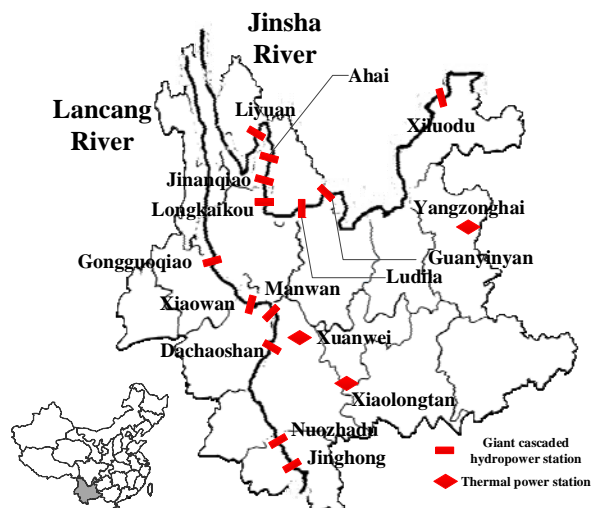 Jinsha
River
Ahai
Lancang
River
Liyuan
Xiluodu
Jinanqiao
Longkaikou
Yangzonghai
Gongguoqiao
Guanyinyan
Ludila
Manwan
Xiaowan
Xuanwei
Dachaoshan
Xiaolongtan
Nuozhadu
Jinghong
Giant cascaded
hydropower station
Thermal power station